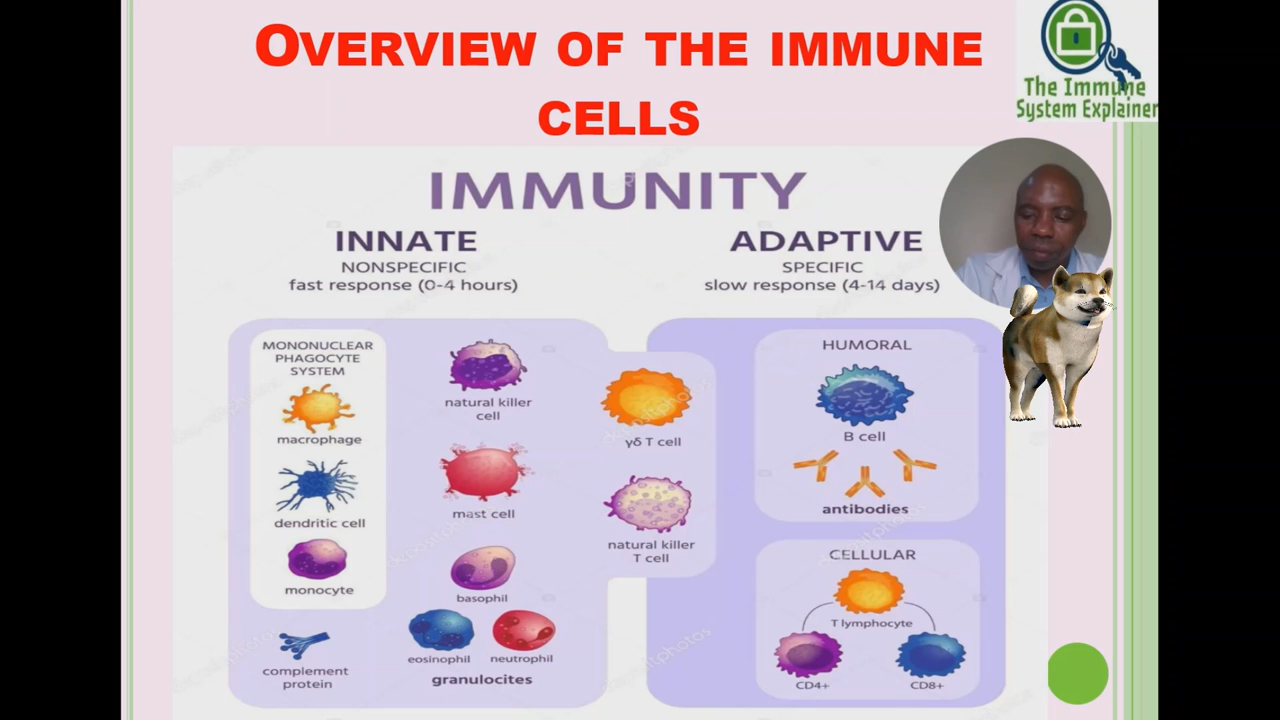 OVERVIEW OF THE IMMUNE
CELLS
The Immune
System Explainer
IMMUNITY
INNATE
NONSPECIFIC
fast response (0-4 hours)
ADAPTIVE
SPECIFIC
slow response (4-14 days)
MONONUCLEAR
PHAGOCYTE
SYSTEM
macrophage
dendritic cell
monocyte
complement
protein
natural killer
cell
mast cell
basophil
eosinophil
neutrophil
granulocites
γδ T cell
natural killer
T cell
HUMORAL
B cell
antibodies
CELLULAR
T lymphocyte
CD4+
CD8+